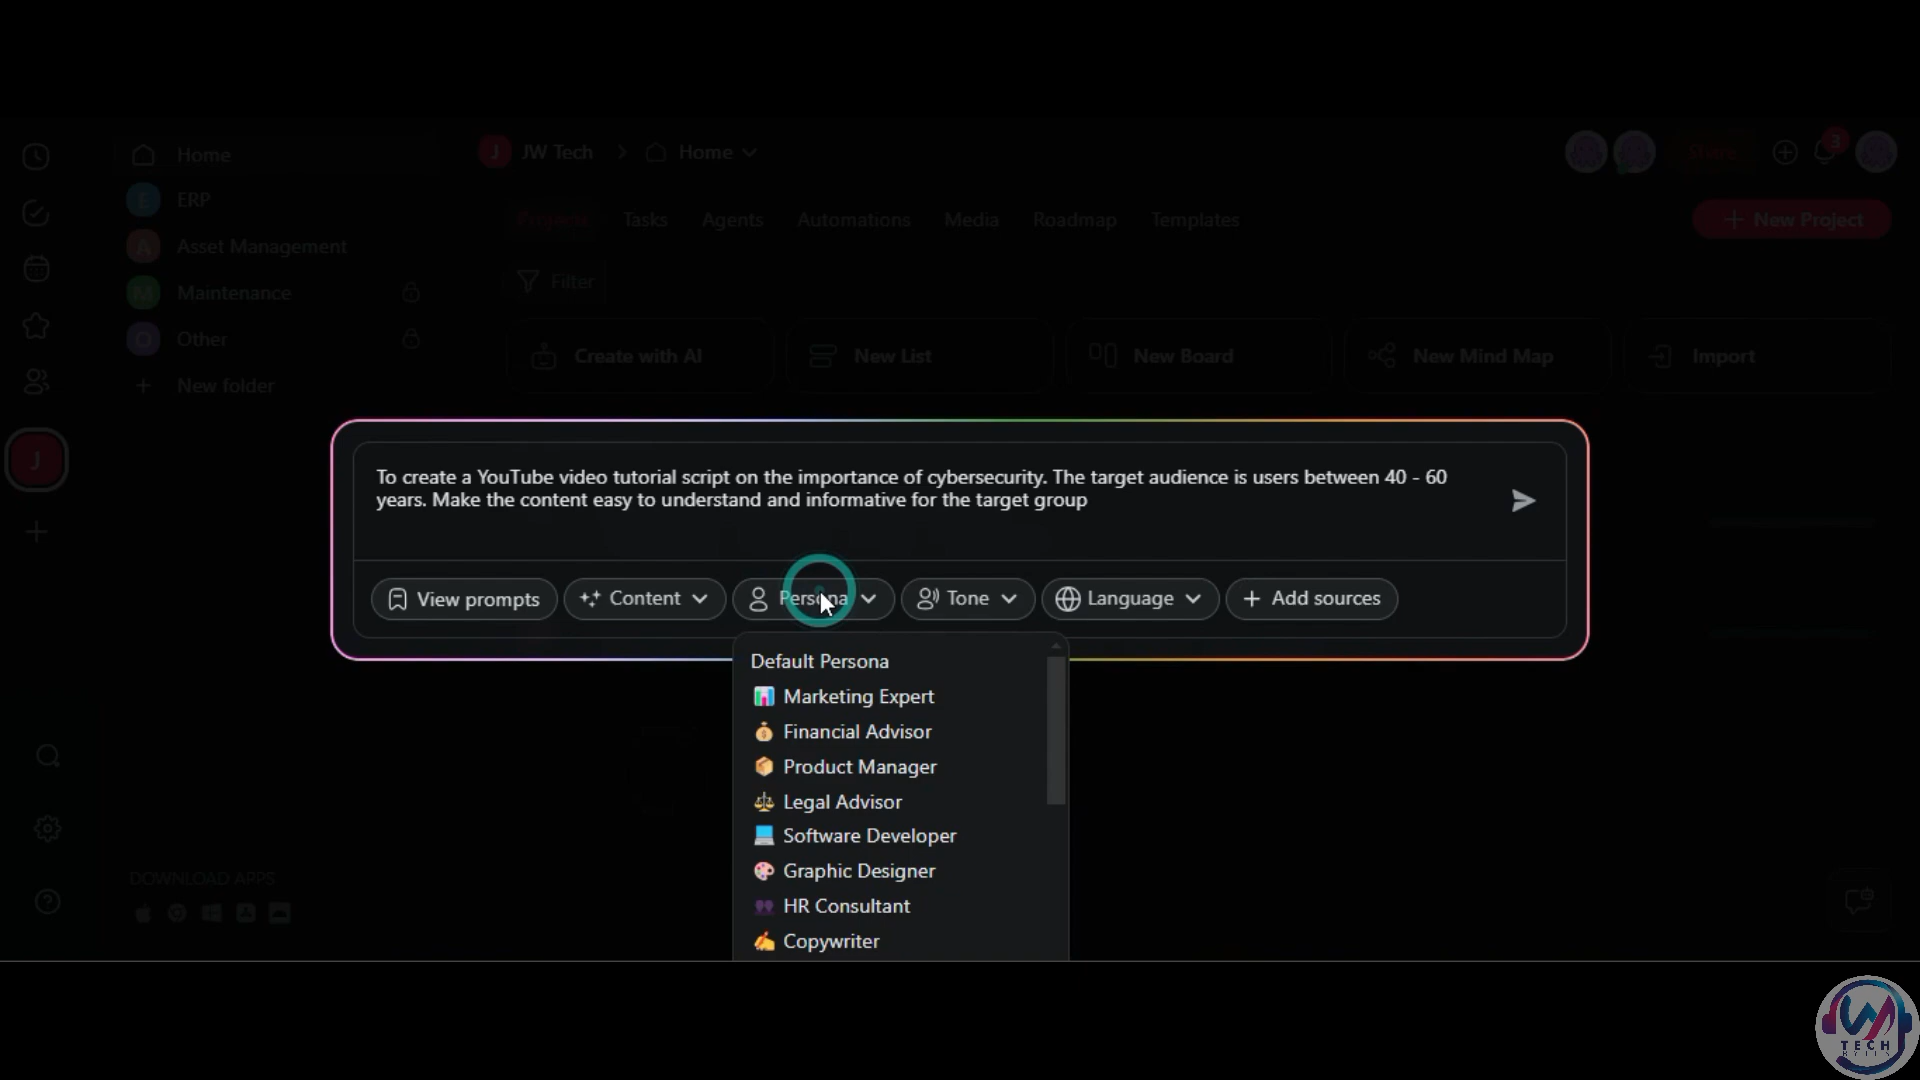 Home
ERP
Asset Management
Maintenance
Other
New folder
J JW Tech > Home
Share
3
Projects Tasks Agents Automations Media Roadmap Templates
+ New Project
Filter
Create with AI
New List
New Board
New Mind Map
Import
J
To create a YouTube video tutorial script on the importance of cybersecurity. The target audience is users between 40 - 60
years. Make the content easy to understand and informative for the target group
View prompts Content Persona Tone Language + Add sources
Default Persona
Marketing Expert
Financial Advisor
Product Manager
Legal Advisor
Software Developer
Graphic Designer
HR Consultant
Copywriter
DOWNLOAD APPS
TECH